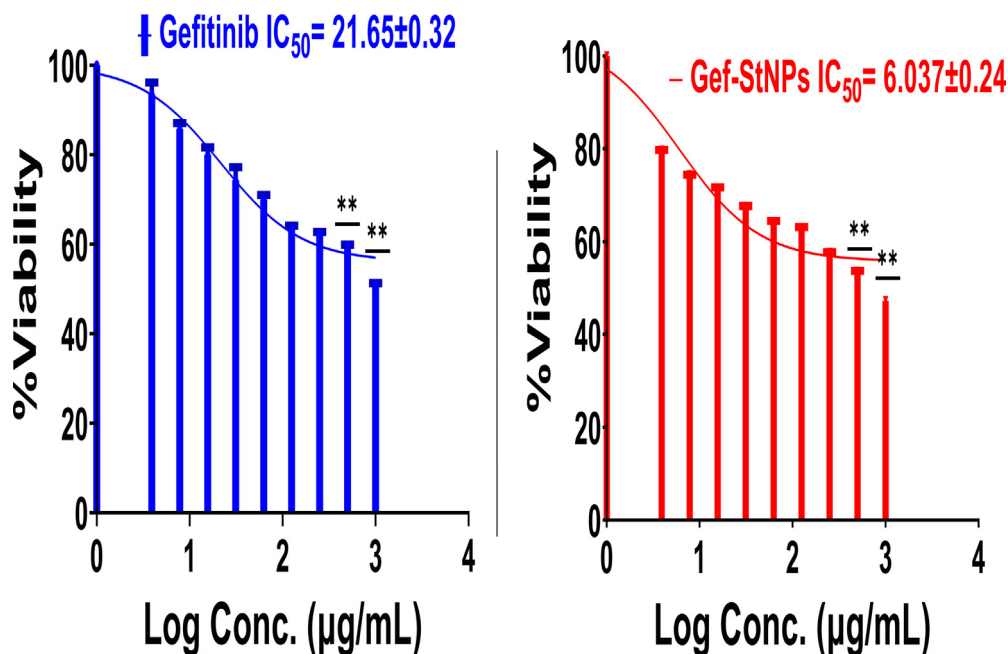 Gefitinib IC50= 21.65±0.32
100
80
60
40
20
0
%Viability
**
**
0 1 2 3 4
Log Conc. (µg/mL)
Gef-StNPs IC50= 6.037±0.24
100
80
60
40
20
0
%Viability
**
**
0 1 2 3 4
Log Conc. (µg/mL)